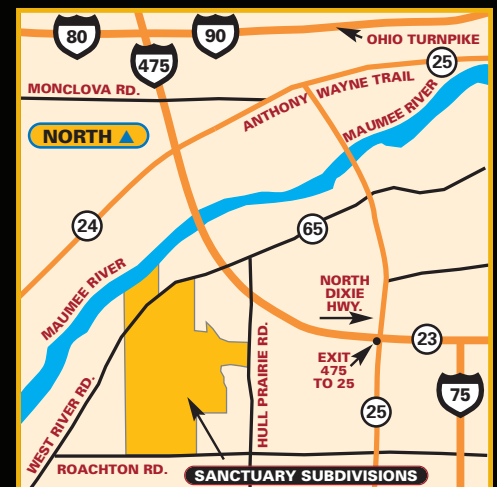 80
90
OHIO TURNPIKE
475
25
MONCLOVA RD.
ANTHONY WAYNE TRAIL
MAUMEE RIVER
NORTH ▲
24
65
MAUMEE RIVER
NORTH
DIXIE
HWY.
HULL PRAIRIE RD.
23
EXIT
475
TO 25
75
WEST RIVER RD.
25
ROACHTON RD.
SANCTUARY SUBDIVISIONS